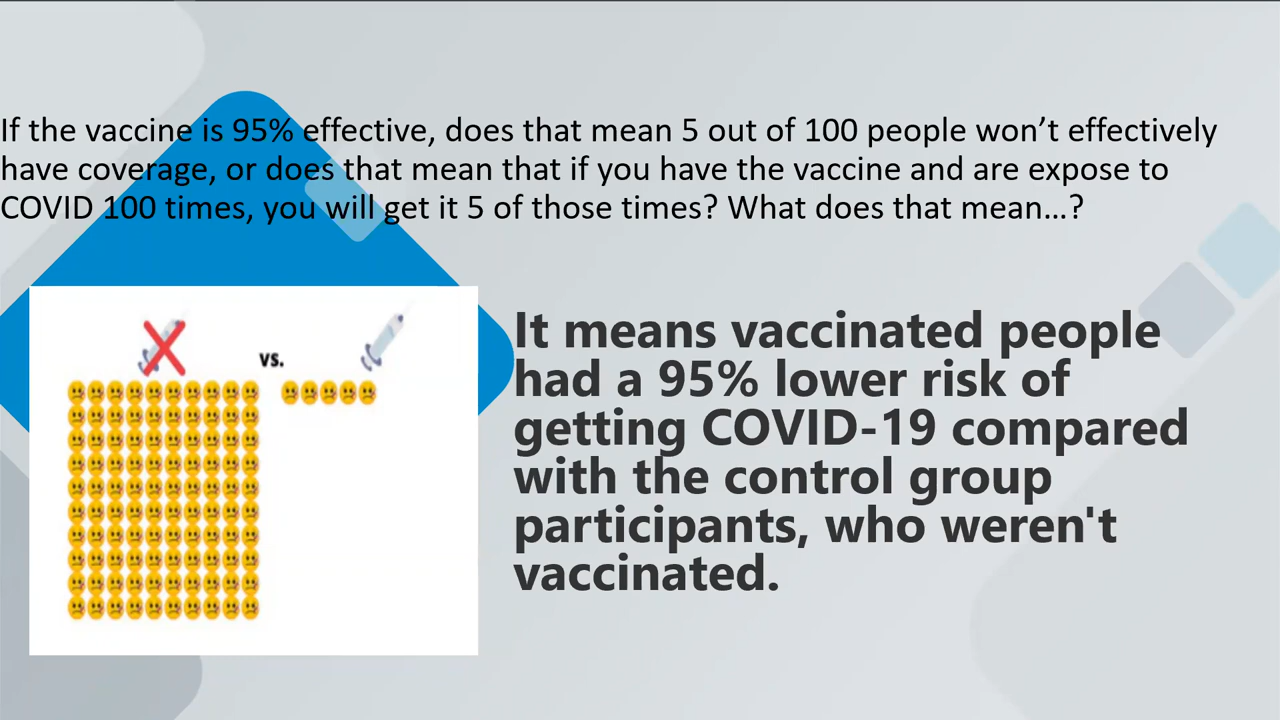 If the vaccine is 95% effective, does that mean 5 out of 100 people won’t effectively
have coverage, or does that mean that if you have the vaccine and are expose to
COVID 100 times, you will get it 5 of those times? What does that mean…?
vs.
It means vaccinated people
had a 95% lower risk of
getting COVID-19 compared
with the control group
participants, who weren't
vaccinated.